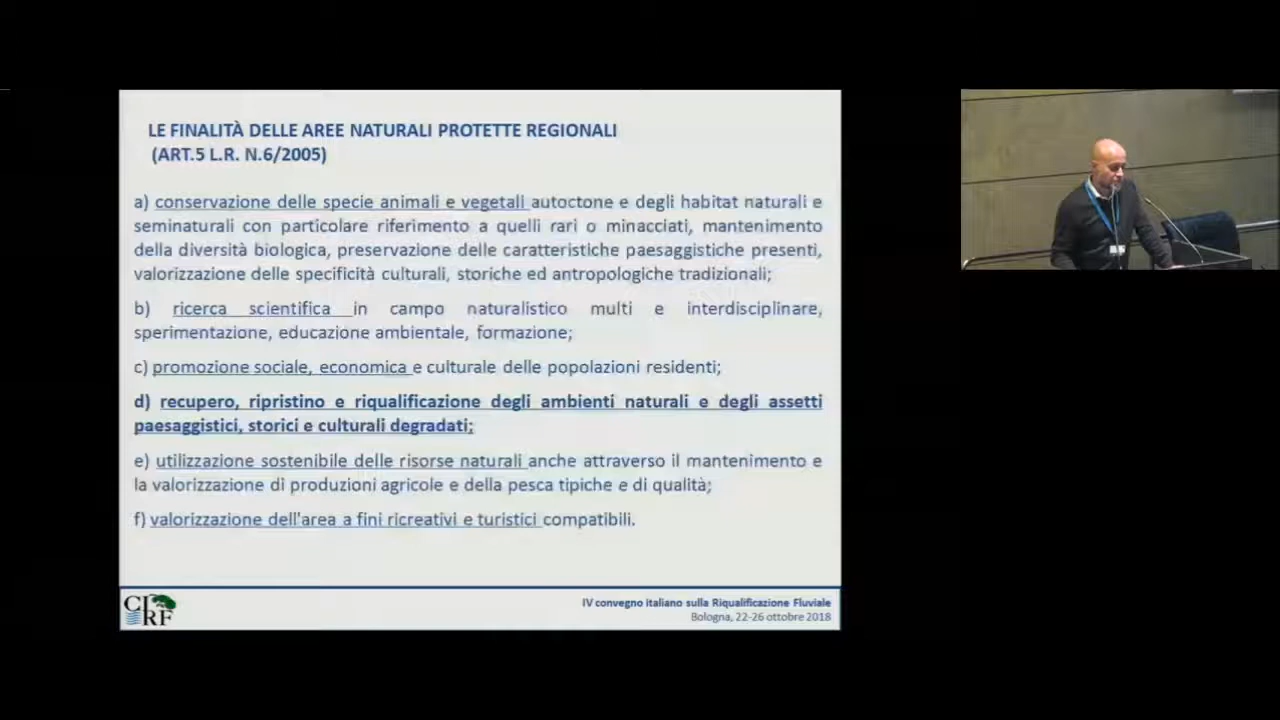 LE FINALITÀ DELLE AREE NATURALI PROTETTE REGIONALI
(ART.5 L.R. N.6/2005)
a) conservazione delle specie animali e vegetali autoctone e degli habitat naturali e
seminaturali con particolare riferimento a quelli rari o minacciati, mantenimento
della diversità biologica, preservazione delle caratteristiche paesaggistiche presenti,
valorizzazione delle specificità culturali, storiche ed antropologiche tradizionali;
b) ricerca scientifica in campo naturalistico multi e interdisciplinare,
sperimentazione, educazione ambientale, formazione;
c) promozione sociale, economica e culturale delle popolazioni residenti;
d) recupero, ripristino e riqualificazione degli ambienti naturali e degli assetti
paesaggistici, storici e culturali degradati;
e) utilizzazione sostenibile delle risorse naturali anche attraverso il mantenimento e
la valorizzazione di produzioni agricole e della pesca tipiche e di qualità;
f) valorizzazione dell'area a fini ricreativi e turistici compatibili.
CIRF
IV convegno italiano sulla Riqualificazione Fluviale
Bologna, 22-26 ottobre 2018